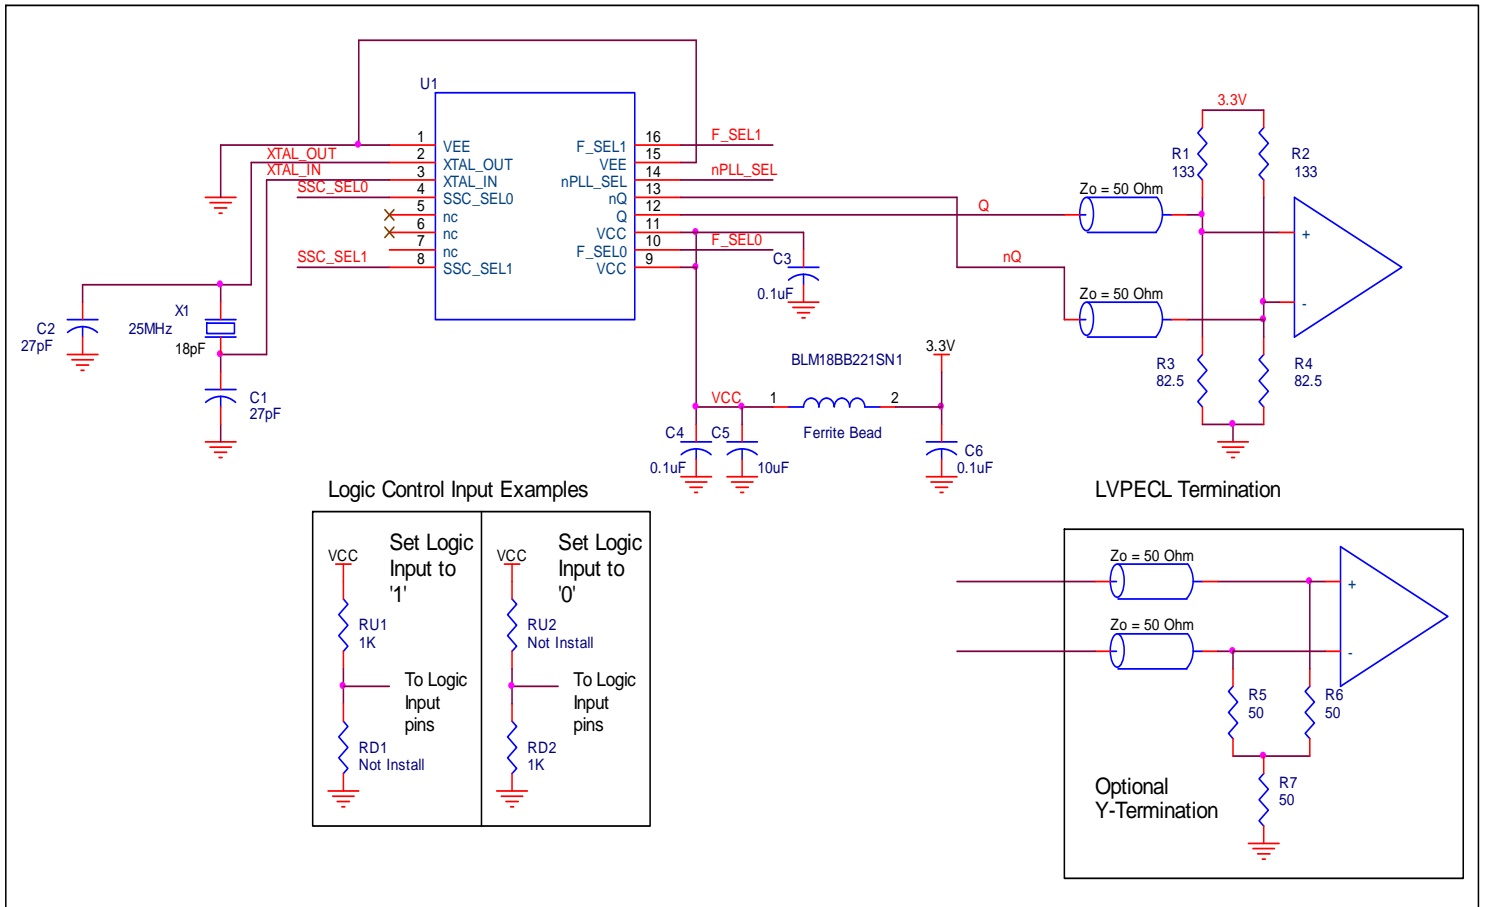 U1
1
VEE
2
XTAL_OUT
3
XTAL_IN
4
SSC_SEL0
5
nc
6
nc
7
nc
8
SSC_SEL1
16
F_SEL1
15
VEE
14
nPLL_SEL
13
nQ
12
Q
11
VCC
10
F_SEL0
9
VCC
XTAL_OUT
XTAL_IN
SSC_SEL0
SSC_SEL1
F_SEL1
nPLL_SEL
F_SEL0
Q
nQ
C2
27pF
X1
25MHz
18pF
C1
27pF
C3
0.1uF
3.3V
BLM18BB221SN1
VCC
1
2
Ferrite Bead
C4
0.1uF
C5
10uF
C6
0.1uF
3.3V
R1
133
R2
133
Zo = 50 Ohm
Zo = 50 Ohm
+
-
R3
82.5
R4
82.5
LVPECL Termination
Logic Control Input Examples
VCC
Set Logic
Input to
'1'
RU1
1K
To Logic
Input
pins
RD1
Not Install
VCC
Set Logic
Input to
'0'
RU2
Not Install
To Logic
Input
pins
RD2
1K
Zo = 50 Ohm
Zo = 50 Ohm
+
-
R5
50
R6
50
R7
50
Optional
Y-Termination